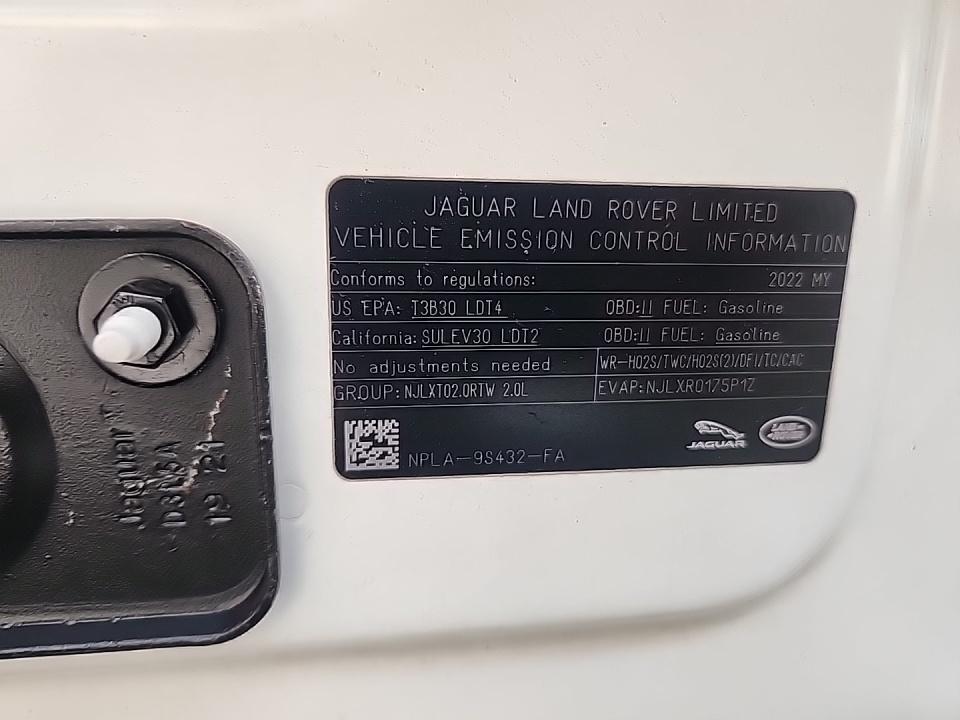 JAGUAR LAND ROVER LIMITED
VEHICLE EMISSION CONTROL INFORMATION
Conforms to regulations: 2022 MY
US EPA: T3B30 LDT4 OBD:II FUEL: Gasoline
California: SULEV30 LDT2 OBD:II FUEL: Gasoline
No adjustments needed WR-HO2S/TWC/HO2S(2)/DFI/TC/CAC
GROUP: NJLXT02.0RTW 2.0L EVAP: NJLXR0175P1Z
NPLA-9S432-FA
JAGUAR
LAND-ROVER
Jaguar
19 21